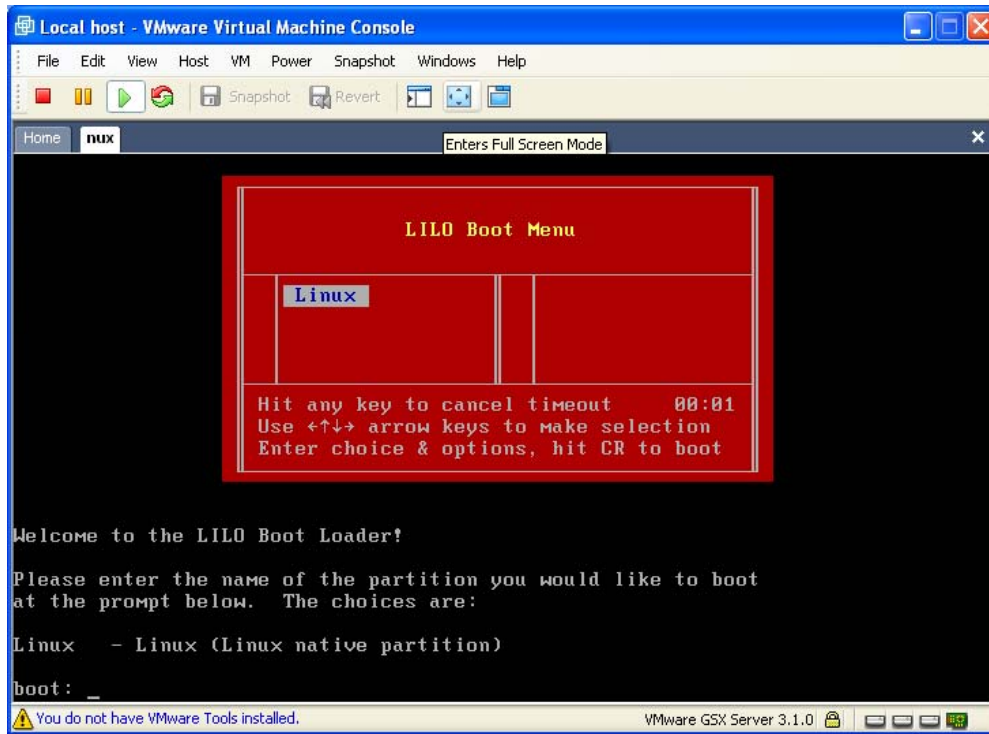 Local host - VMware Virtual Machine Console
File Edit View Host VM Power Snapshot Windows Help
Snapshot Revert
Home nux
Enters Full Screen Mode
LILO Boot Menu
Linux
Hit any key to cancel timeout 00:01
Use ←↑↓→ arrow keys to make selection
Enter choice & options, hit CR to boot
Welcome to the LILO Boot Loader!
Please enter the name of the partition you would like to boot
at the prompt below. The choices are:
Linux - Linux (Linux native partition)
boot: _
You do not have VMware Tools installed. VMware GSX Server 3.1.0